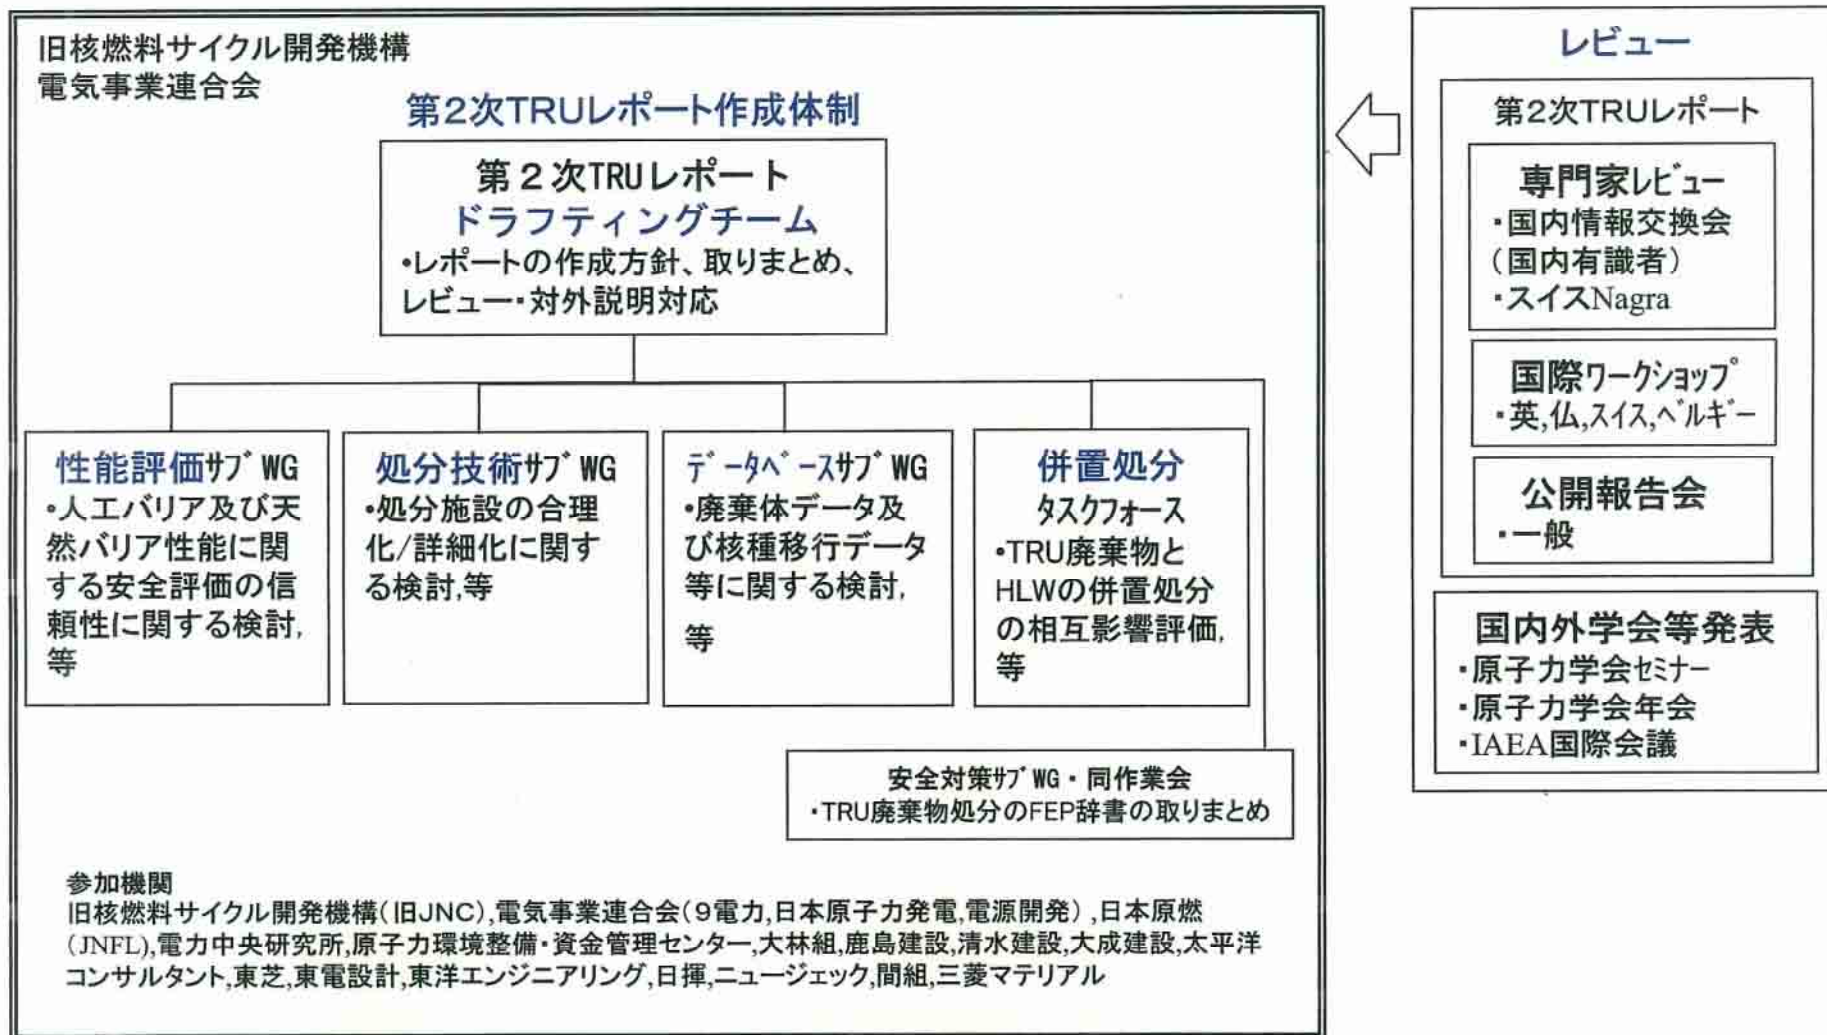 旧核燃料サイクル開発機構
電気事業連合会
第2次TRUレポート作成体制
第2次TRUレポート
ドラフティングチーム
・レポートの作成方針、取りまとめ、
レビュー・対外説明対応
性能評価サブWG
・人工バリア及び天
然バリア性能に関
する安全評価の信
頼性に関する検討,
等
処分技術サブWG
・処分施設の合理
化/詳細化に関す
る検討,等
データベースサブWG
・廃棄体データ及
び核種移行データ
等に関する検討,
等
併置処分
タスクフォース
・TRU廃棄物と
HLWの併置処分
の相互影響評価,
等
安全対策サブWG・同作業会
・TRU廃棄物処分のFEP辞書の取りまとめ
参加機関
旧核燃料サイクル開発機構(旧JNC),電気事業連合会(9電力,日本原子力発電,電源開発),日本原燃
(JNFL),電力中央研究所,原子力環境整備・資金管理センター,大林組,鹿島建設,清水建設,大成建設,太平洋
コンサルタント,東芝,東電設計,東洋エンジニアリング,日揮,ニュージェック,間組,三菱マテリアル
レビュー
第2次TRUレポート
専門家レビュー
・国内情報交換会
(国内有識者)
・スイスNagra
国際ワークショップ
・英,仏,スイス,ベルギー
公開報告会
・一般
国内外学会等発表
・原子力学会セミナー
・原子力学会年会
・IAEA国際会議